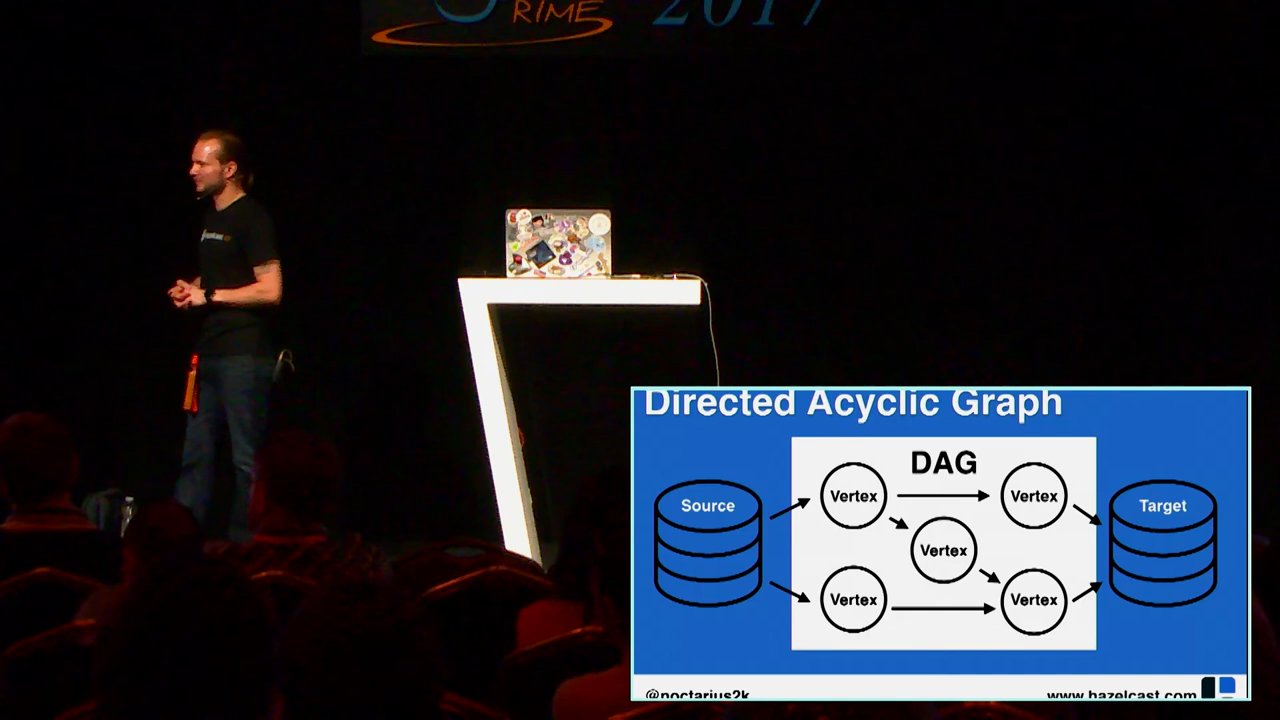 RIME 2017
Directed Acyclic Graph
DAG
Source
Vertex
Vertex
Target
Vertex
Vertex
Vertex
@noctarius2k
www.hazelcast.com